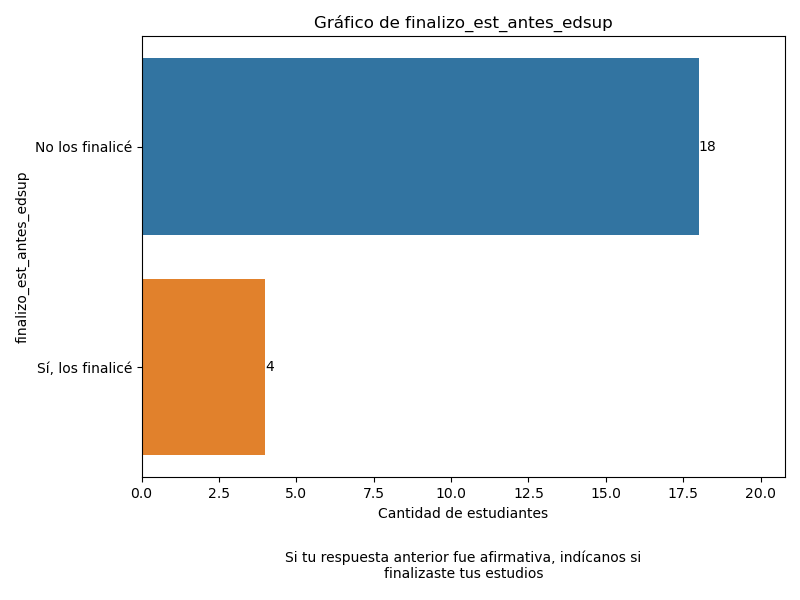 Gráfico de finalizo_est_antes_edsup
finalizo_est_antes_edsup
No los finalicé
18
Sí, los finalicé
4
0.0 2.5 5.0 7.5 10.0 12.5 15.0 17.5 20.0
Cantidad de estudiantes
Si tu respuesta anterior fue afirmativa, indícanos si
finalizaste tus estudios